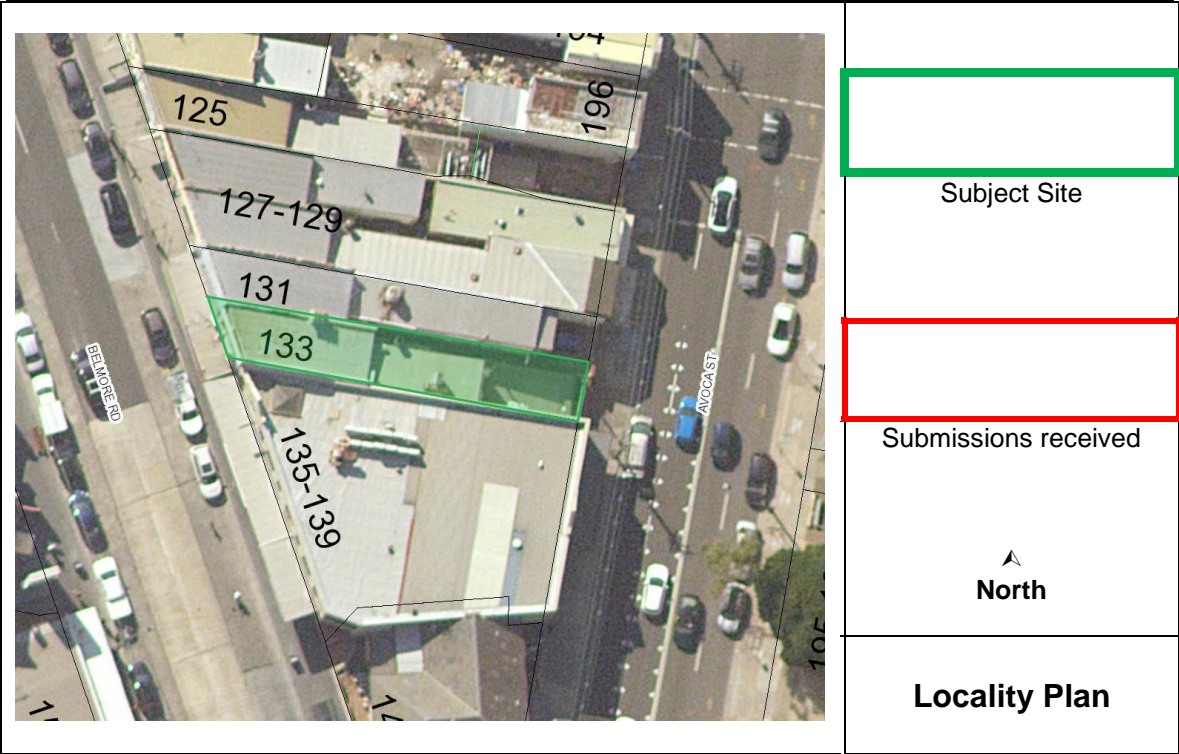 196
125
127-129
131
133
BELMORE RD
AVOCA ST
135-139
Subject Site
Submissions received
North
Locality Plan